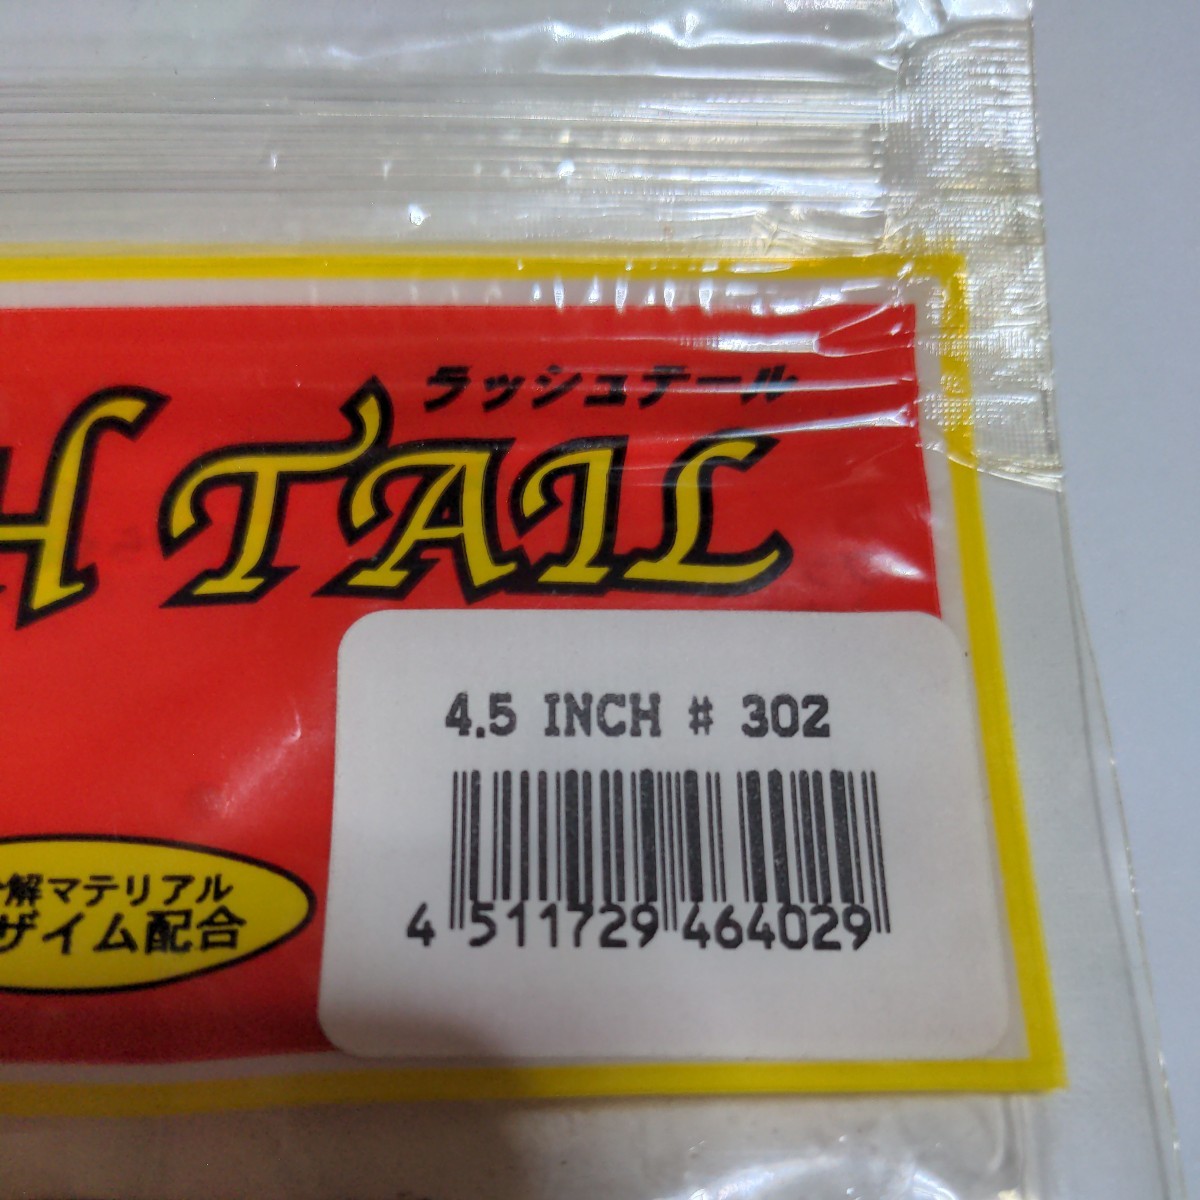 ラッシュテール
H TAIL
4.5 INCH # 302
4 511729 464029
分解マテリアル
ザイム配合